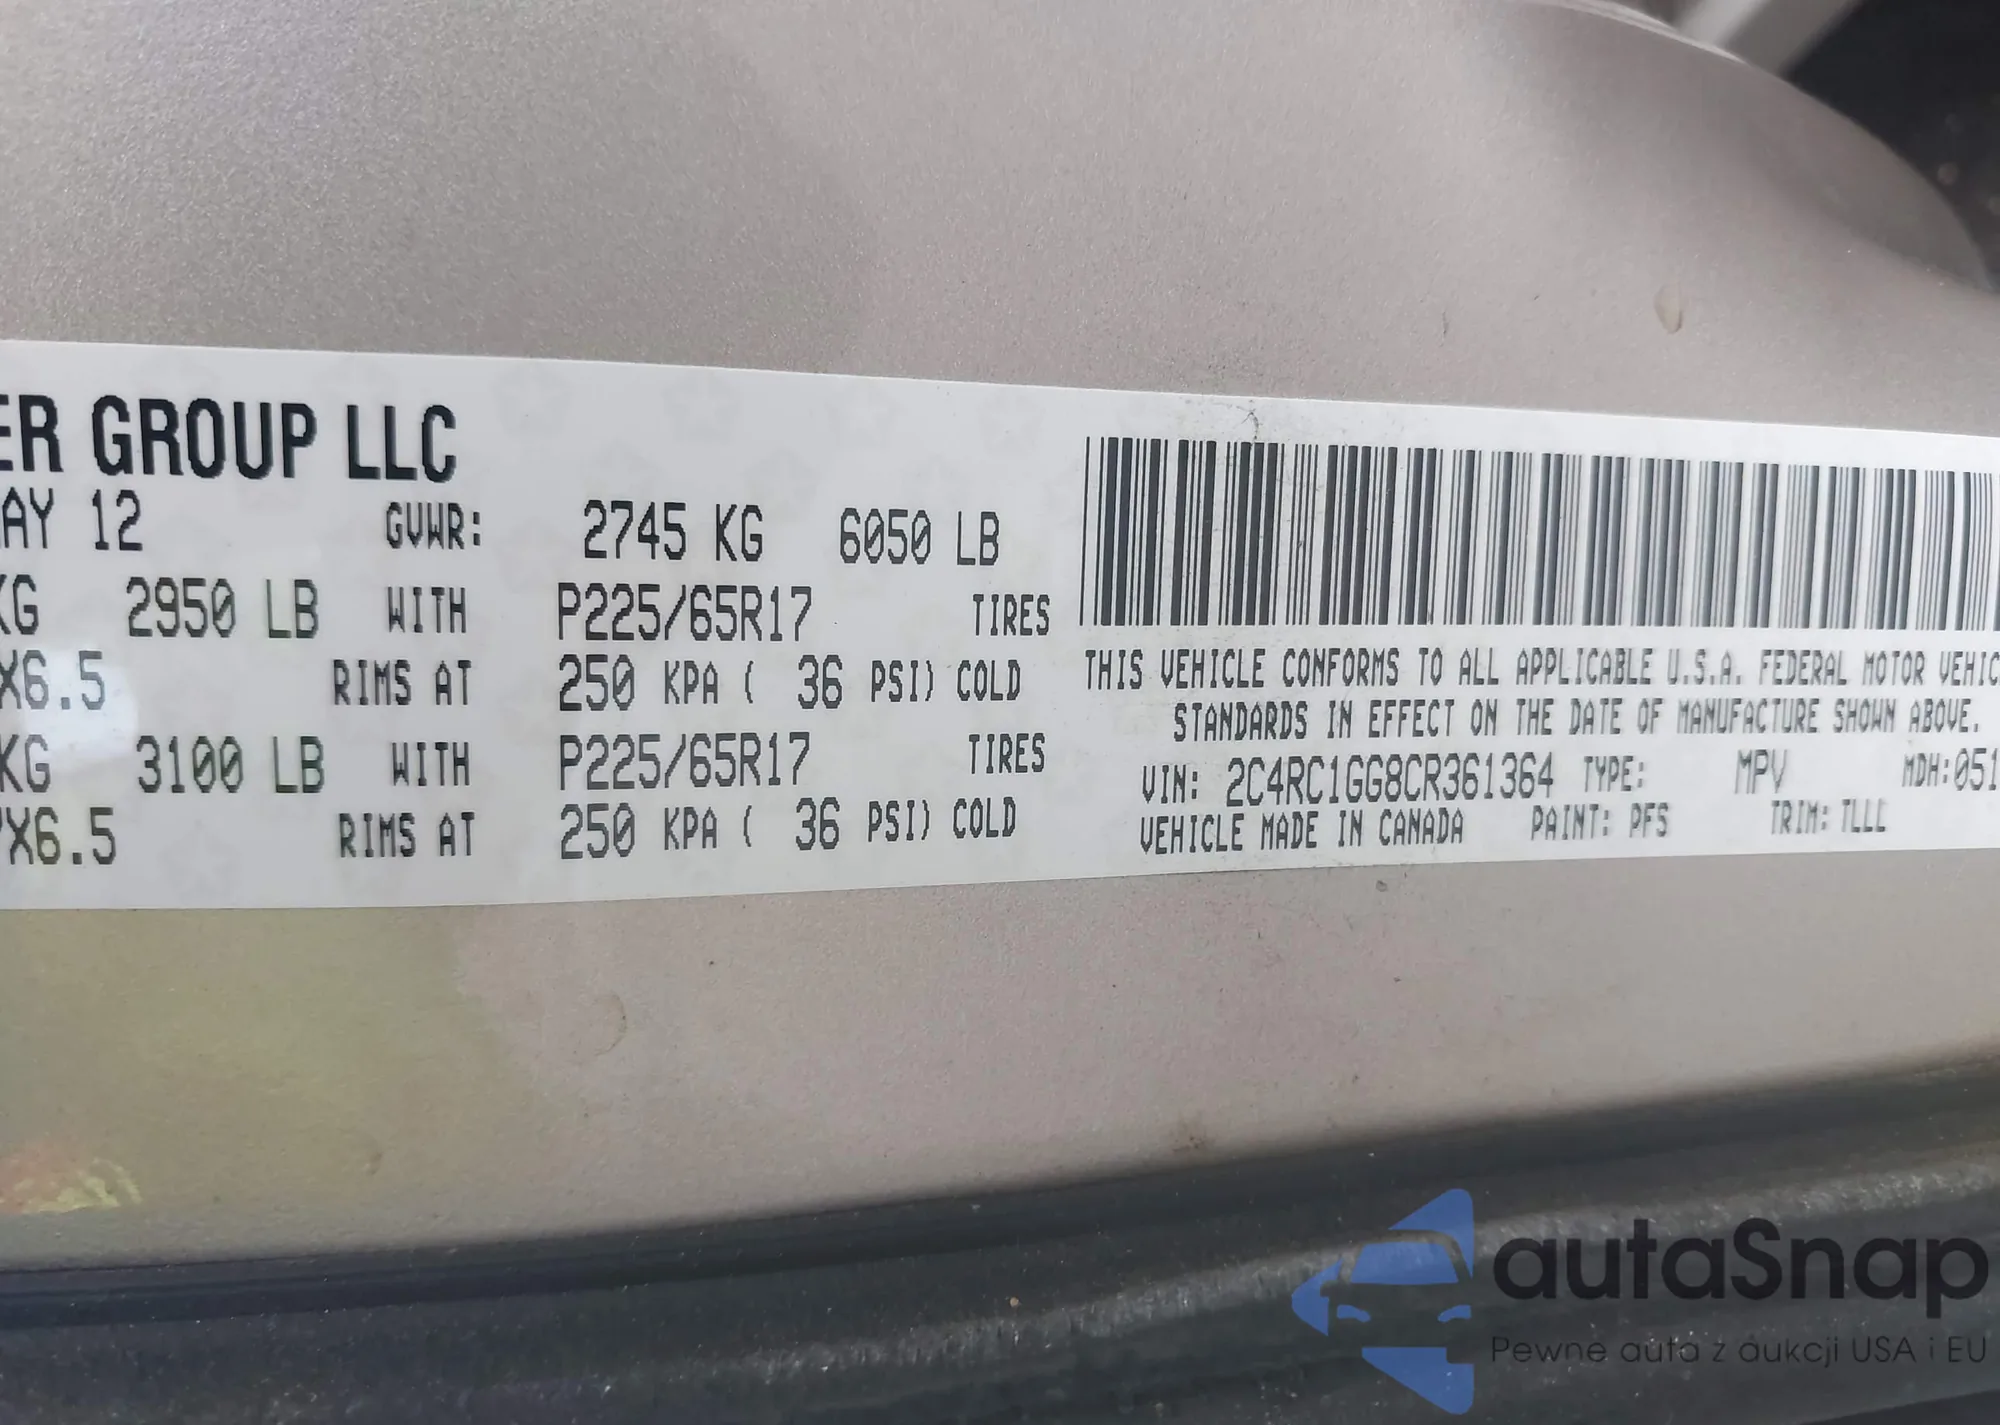 ER GROUP LLC
AY 12 GVWR: 2745 KG 6050 LB
KG 2950 LB WITH P225/65R17 TIRES
X6.5 RIMS AT 250 KPA ( 36 PSI) COLD
KG 3100 LB WITH P225/65R17 TIRES
X6.5 RIMS AT 250 KPA ( 36 PSI) COLD
THIS VEHICLE CONFORMS TO ALL APPLICABLE U.S.A. FEDERAL MOTOR VEHIC
STANDARDS IN EFFECT ON THE DATE OF MANUFACTURE SHOWN ABOVE.
VIN: 2C4RC1GG8CR361364 TYPE: MPV MDH:051
VEHICLE MADE IN CANADA PAINT: PFS TRIM: TLLL
autaSnap
Pewne auta z aukcji USA i EU